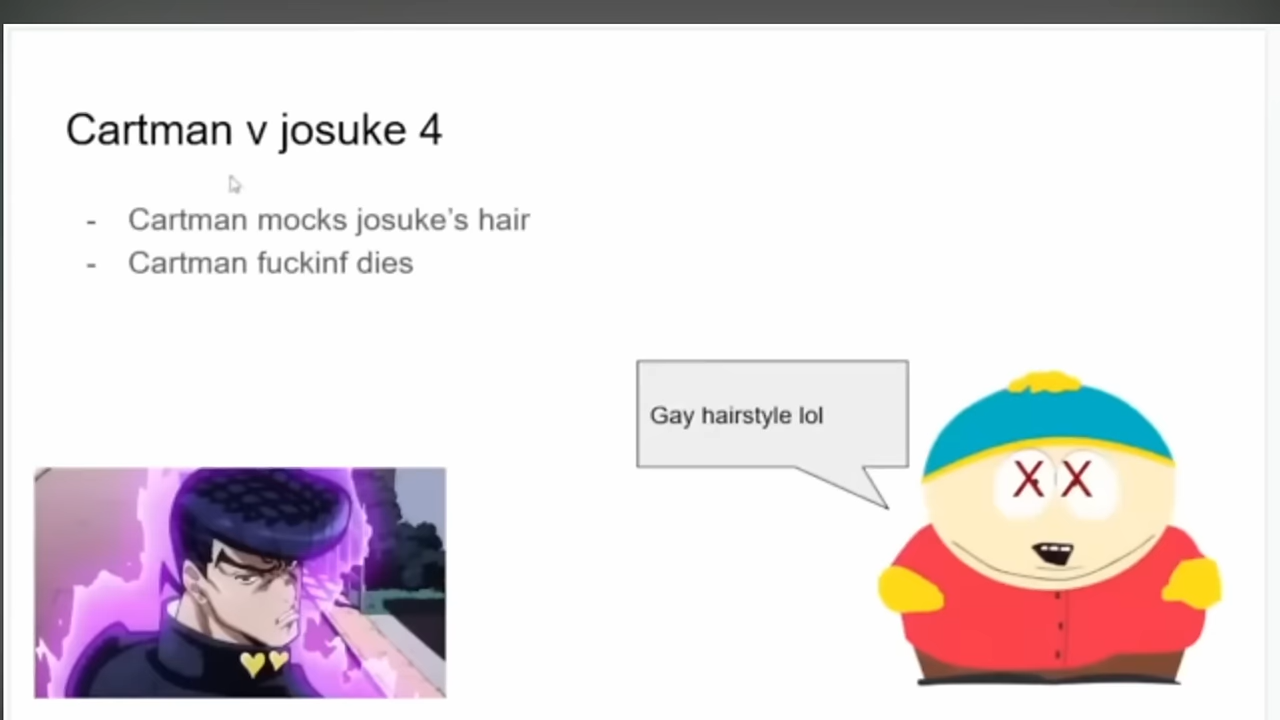 Cartman v josuke 4
- Cartman mocks josuke's hair
- Cartman fuckinf dies
Gay hairstyle lol
X X